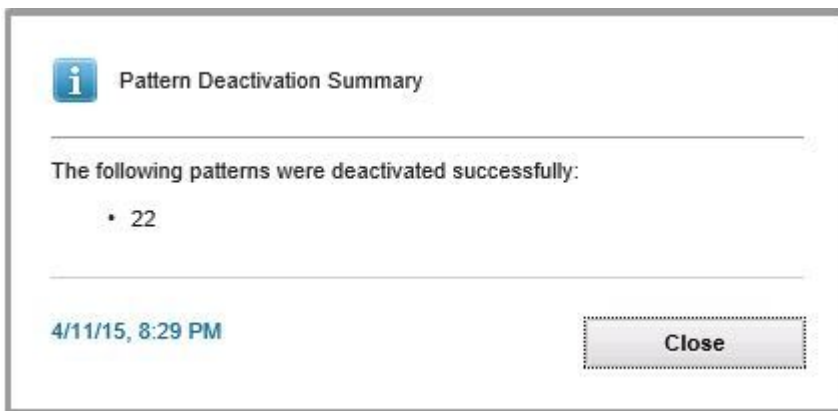 Pattern Deactivation Summary
The following patterns were deactivated successfully:
• 22
4/11/15, 8:29 PM
Close